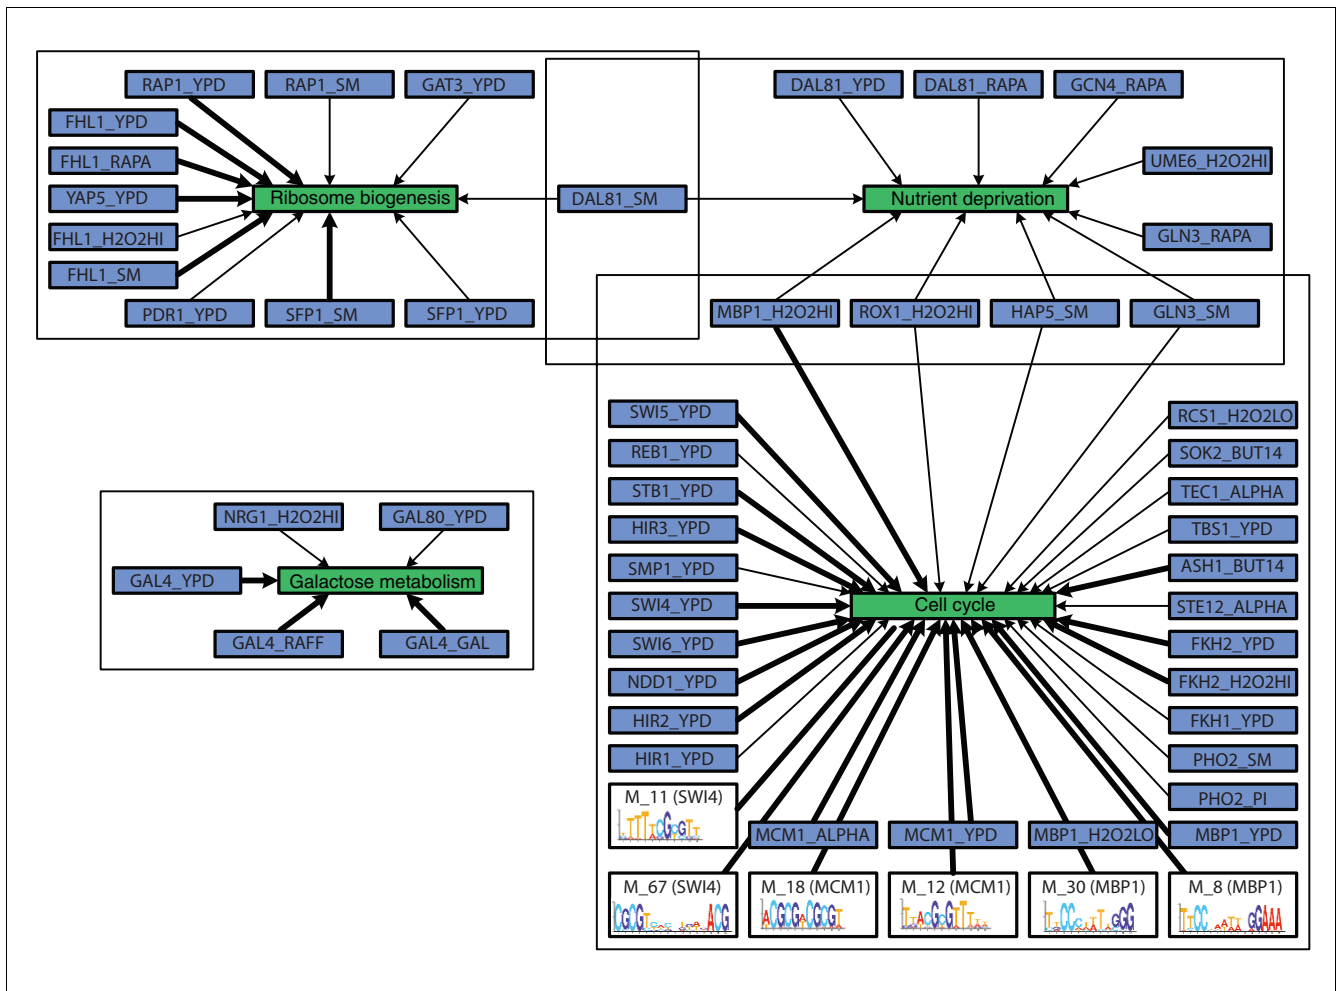 RAP1_YPD
RAP1_SM
GAT3_YPD
FHL1_YPD
FHL1_RAPA
YAP5_YPD
FHL1_H2O2HI
FHL1_SM
Ribosome biogenesis
PDR1_YPD
SFP1_SM
SFP1_YPD
DAL81_SM
DAL81_YPD
DAL81_RAPA
GCN4_RAPA
UME6_H2O2HI
Nutrient deprivation
GLN3_RAPA
MBP1_H2O2HI
ROX1_H2O2HI
HAP5_SM
GLN3_SM
NRG1_H2O2HI
GAL80_YPD
GAL4_YPD
Galactose metabolism
GAL4_RAFF
GAL4_GAL
SWI5_YPD
REB1_YPD
STB1_YPD
HIR3_YPD
SMP1_YPD
SWI4_YPD
SWI6_YPD
NDD1_YPD
HIR2_YPD
HIR1_YPD
Cell cycle
RCS1_H2O2LO
SOK2_BUT14
TEC1_ALPHA
TBS1_YPD
ASH1_BUT14
STE12_ALPHA
FKH2_YPD
FKH2_H2O2HI
FKH1_YPD
PHO2_SM
PHO2_PI
M_11 (SWI4)
MCM1_ALPHA
MCM1_YPD
MBP1_H2O2LO
MBP1_YPD
M_67 (SWI4)
M_18 (MCM1)
M_12 (MCM1)
M_30 (MBP1)
M_8 (MBP1)